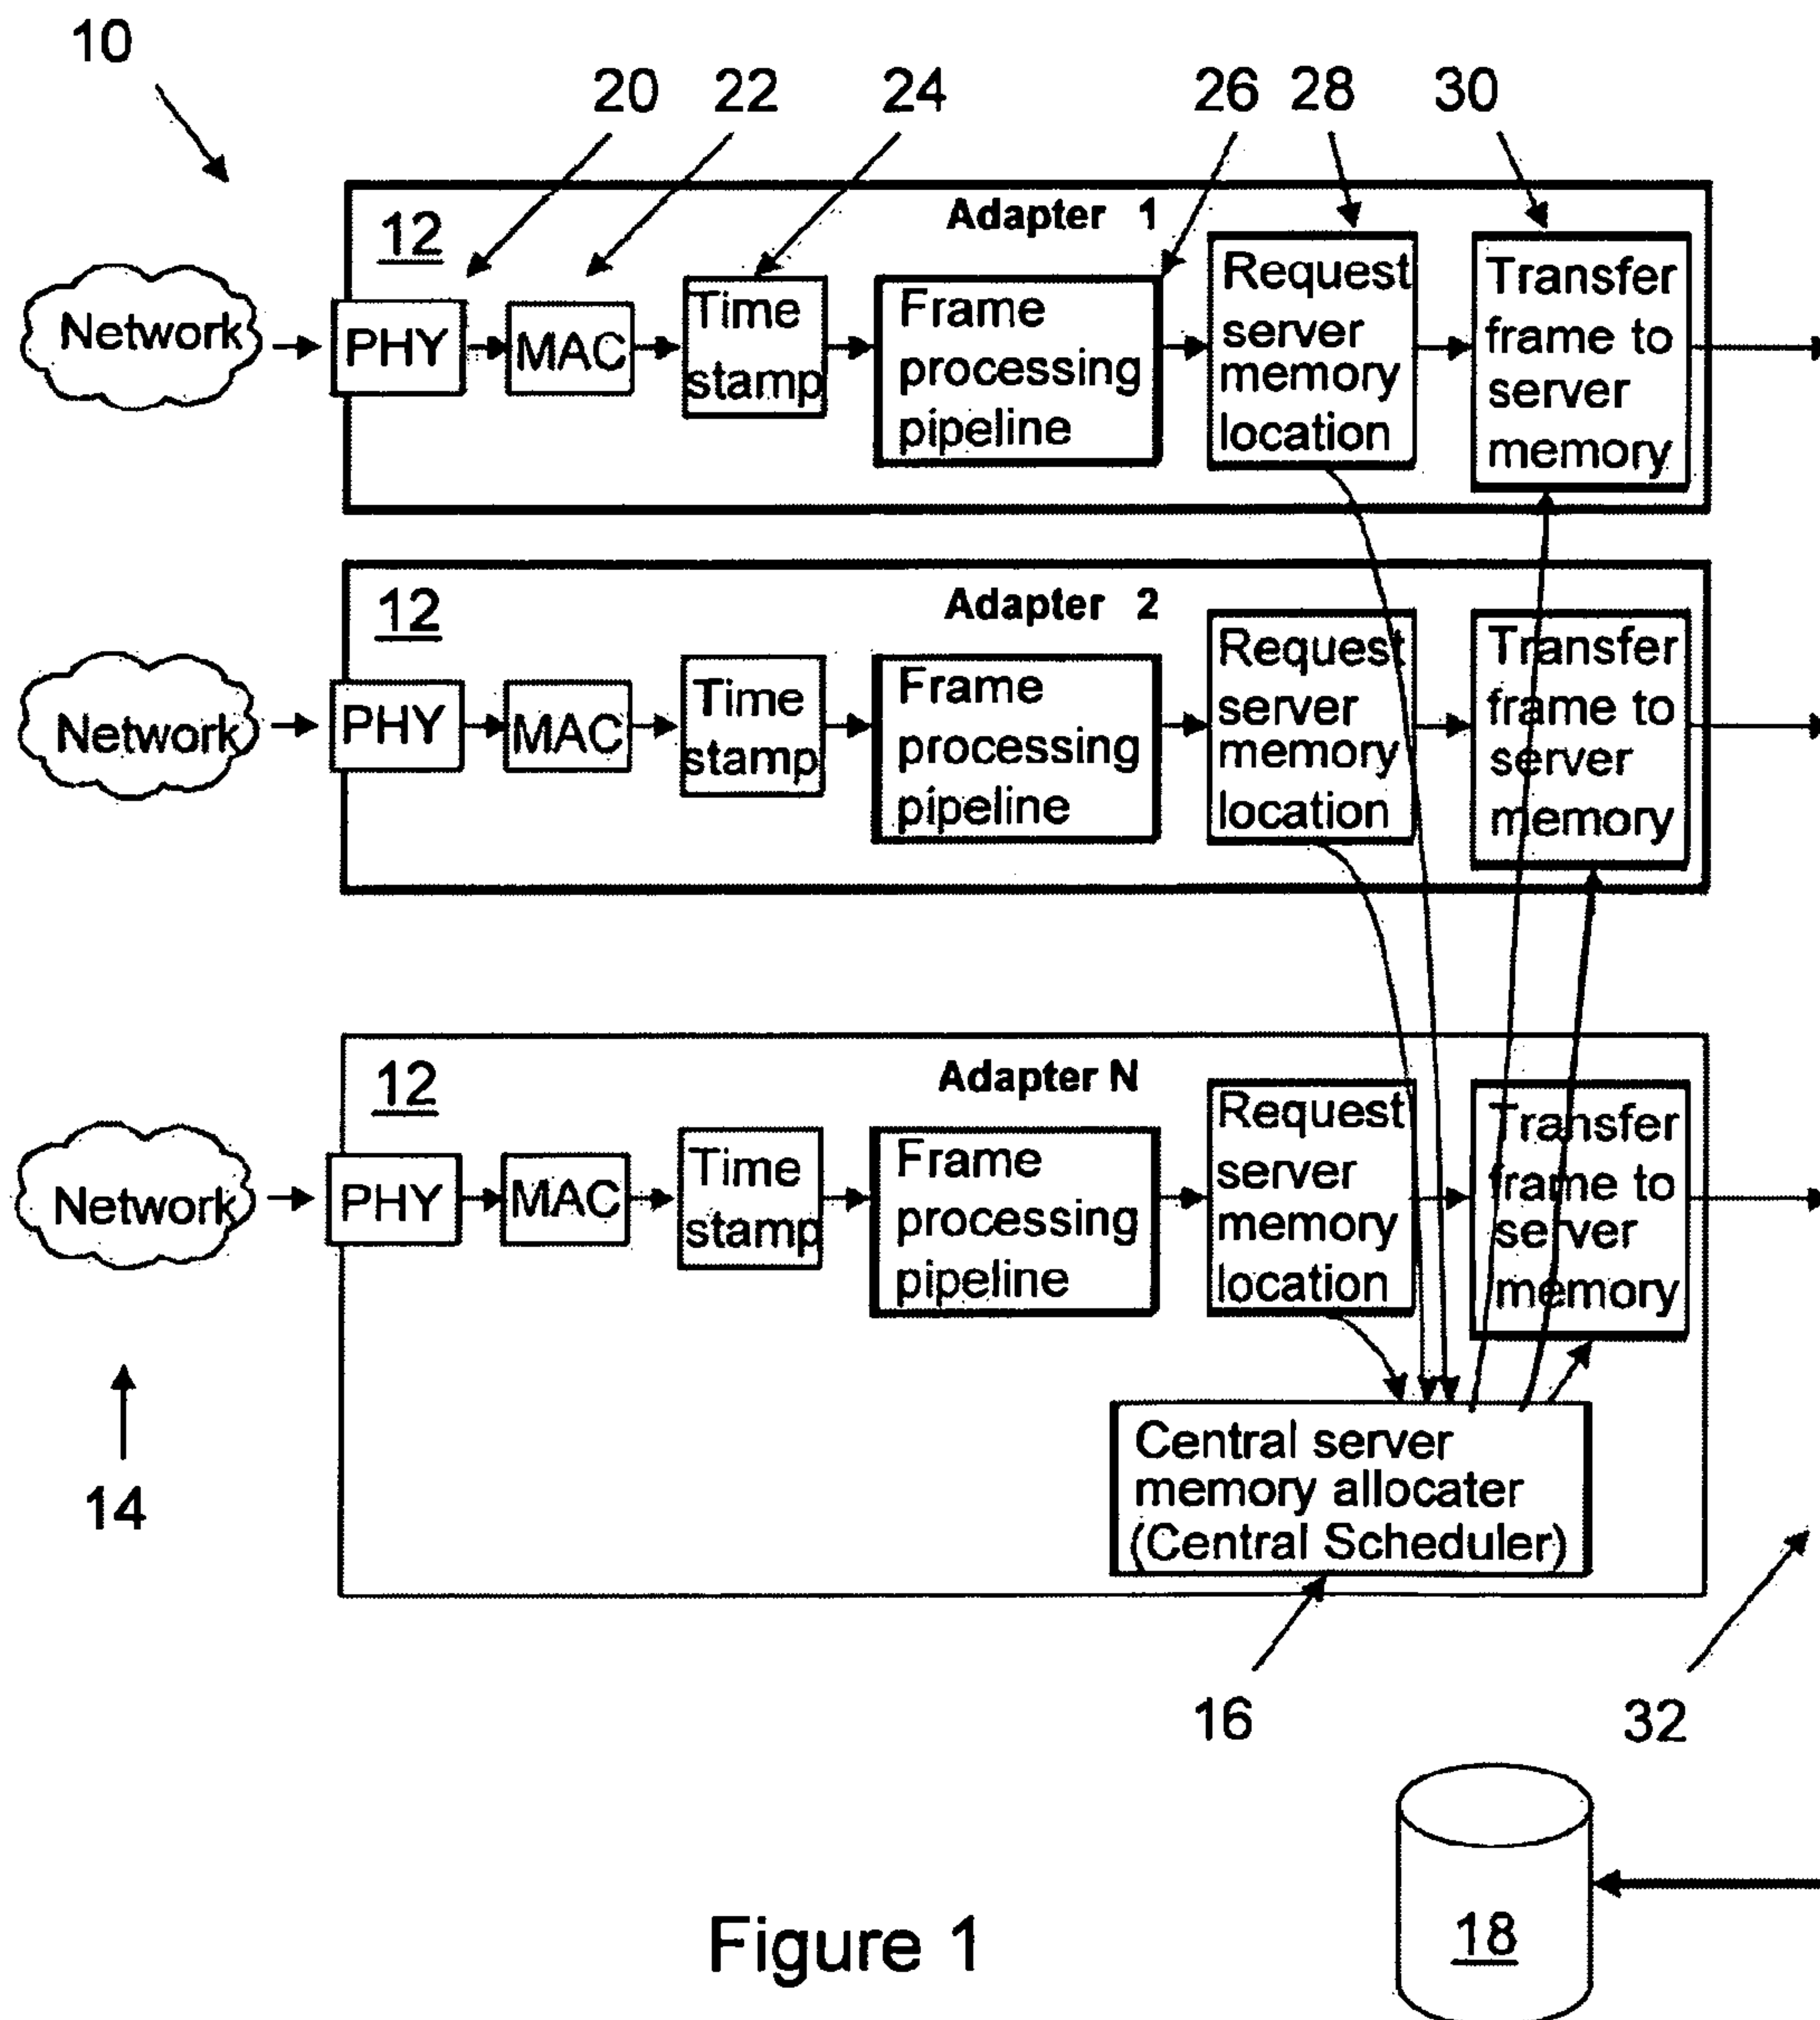 10
20 22 24 26 28 30
12
Adapter 1
Network
PHY
MAC
Time
stamp
Frame
processing
pipeline
Request
server
memory
location
Transfer
frame to
server
memory
12
Adapter 2
Network
PHY
MAC
Time
stamp
Frame
processing
pipeline
Request
server
memory
location
Transfer
frame to
server
memory
12
Adapter N
Network
PHY
MAC
Time
stamp
Frame
processing
pipeline
Request
server
memory
location
Transfer
frame to
server
memory
Central server
memory allocater
(Central Scheduler)
14
16
32
18
Figure 1